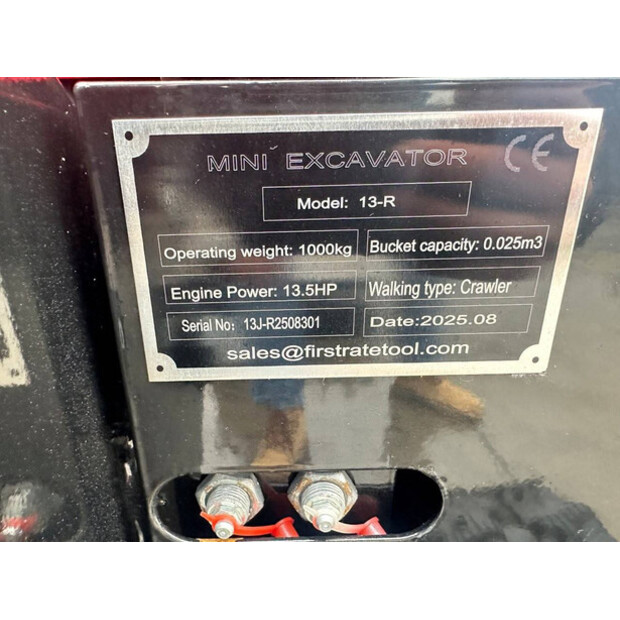 MINI EXCAVATOR CE
Model: 13-R
Operating weight: 1000kg Bucket capacity: 0.025m3
Engine Power: 13.5HP Walking type: Crawler
Serial No: 13J-R2508301 Date:2025.08
sales@firstratetool.com